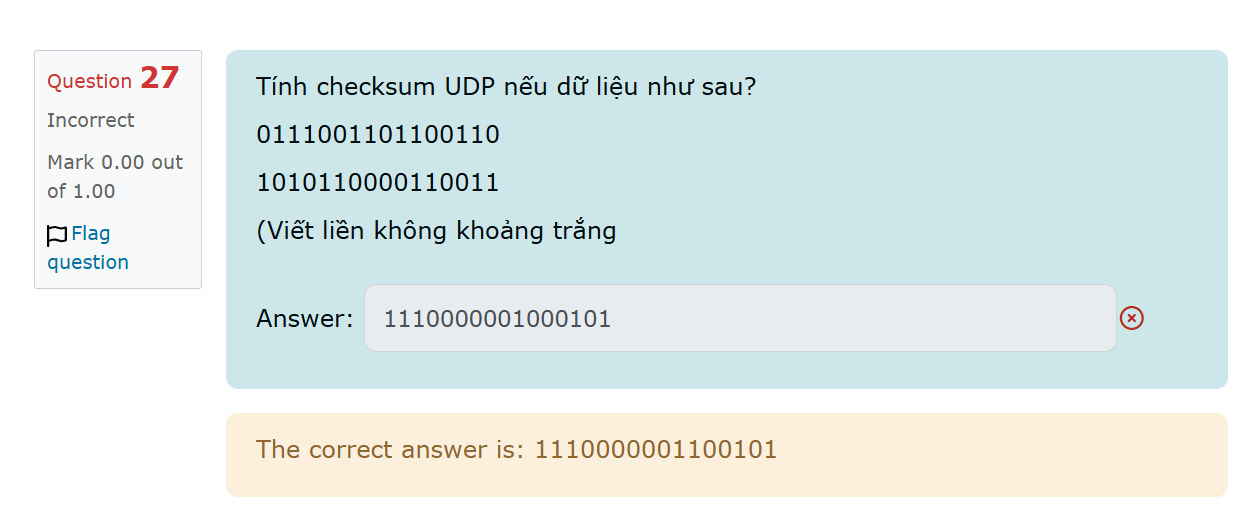 Question 27
Incorrect
Mark 0.00 out
of 1.00
Flag
question
Tính checksum UDP nếu dữ liệu như sau?
0111001101100110
1010110000110011
(Viết liền không khoảng trắng
Answer: 1110000001000101
The correct answer is: 1110000001100101